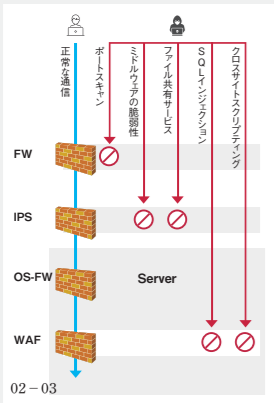 正常な通信
ポートスキャン
ミドルウェアの脆弱性
ファイル共有サービス
SQLインジェクション
クロスサイトスクリプティング
FW
IPS
OS-FW
Server
WAF
02-03